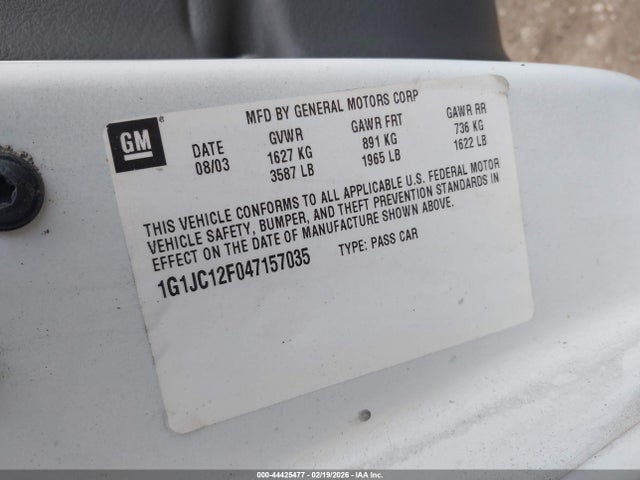 GM
MFD BY GENERAL MOTORS CORP
DATE GVWR GAWR FRT GAWR RR
08/03 1627 KG 891 KG 736 KG
3587 LB 1965 LB 1622 LB
THIS VEHICLE CONFORMS TO ALL APPLICABLE U.S. FEDERAL MOTOR
VEHICLE SAFETY, BUMPER, AND THEFT PREVENTION STANDARDS IN
EFFECT ON THE DATE OF MANUFACTURE SHOWN ABOVE.
1G1JC12F047157035 TYPE: PASS CAR
000-44425477 - 02/19/2026 - IAA Inc.